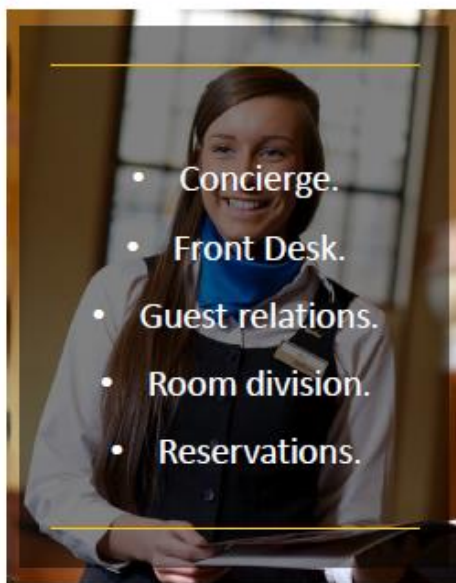 • Concierge.
• Front Desk.
• Guest relations.
• Room division.
• Reservations.